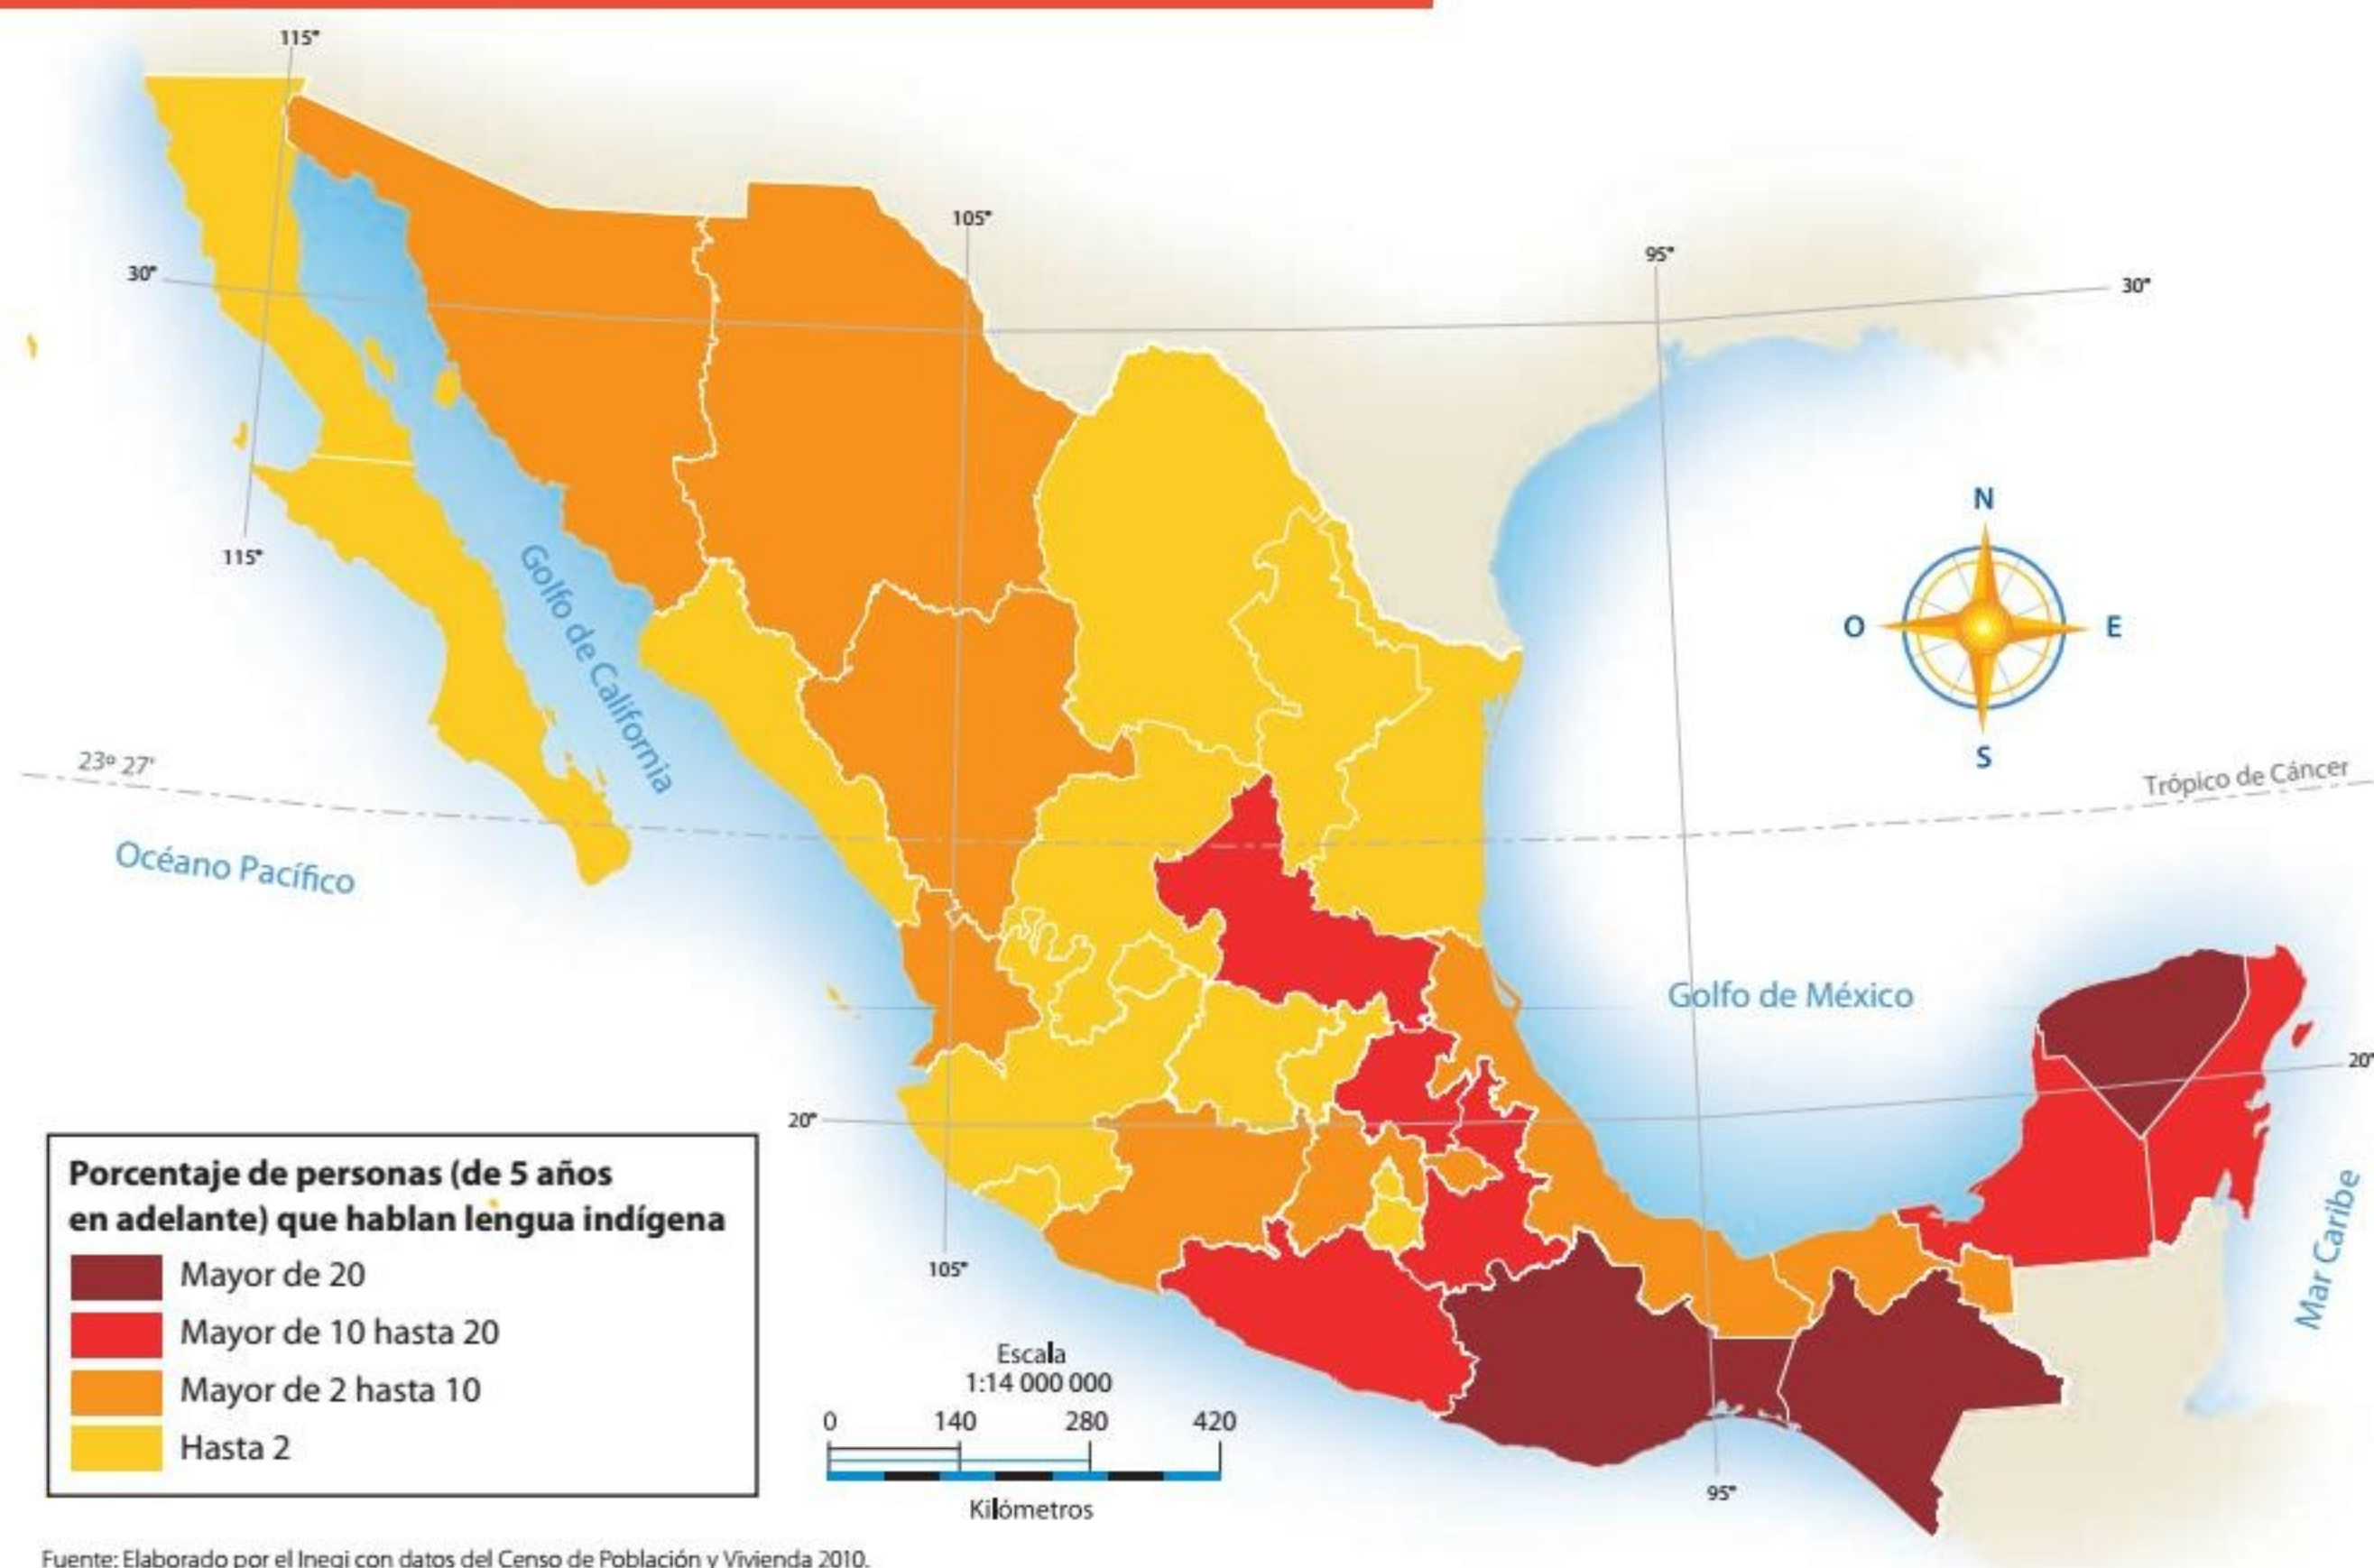 115°
105°
95°
30°
30°
N
O
E
S
115°
Golfo de California
23º 27'
Trópico de Cáncer
Océano Pacífico
Golfo de México
20°
20°
Mar Caribe
Porcentaje de personas (de 5 años
en adelante) que hablan lengua indígena
Mayor de 20
Mayor de 10 hasta 20
Mayor de 2 hasta 10
Hasta 2
105°
Escala
1:14 000 000
0 140 280 420
Kilómetros
95°
Fuente: Elaborado por el Inegi con datos del Censo de Población y Vivienda 2010.